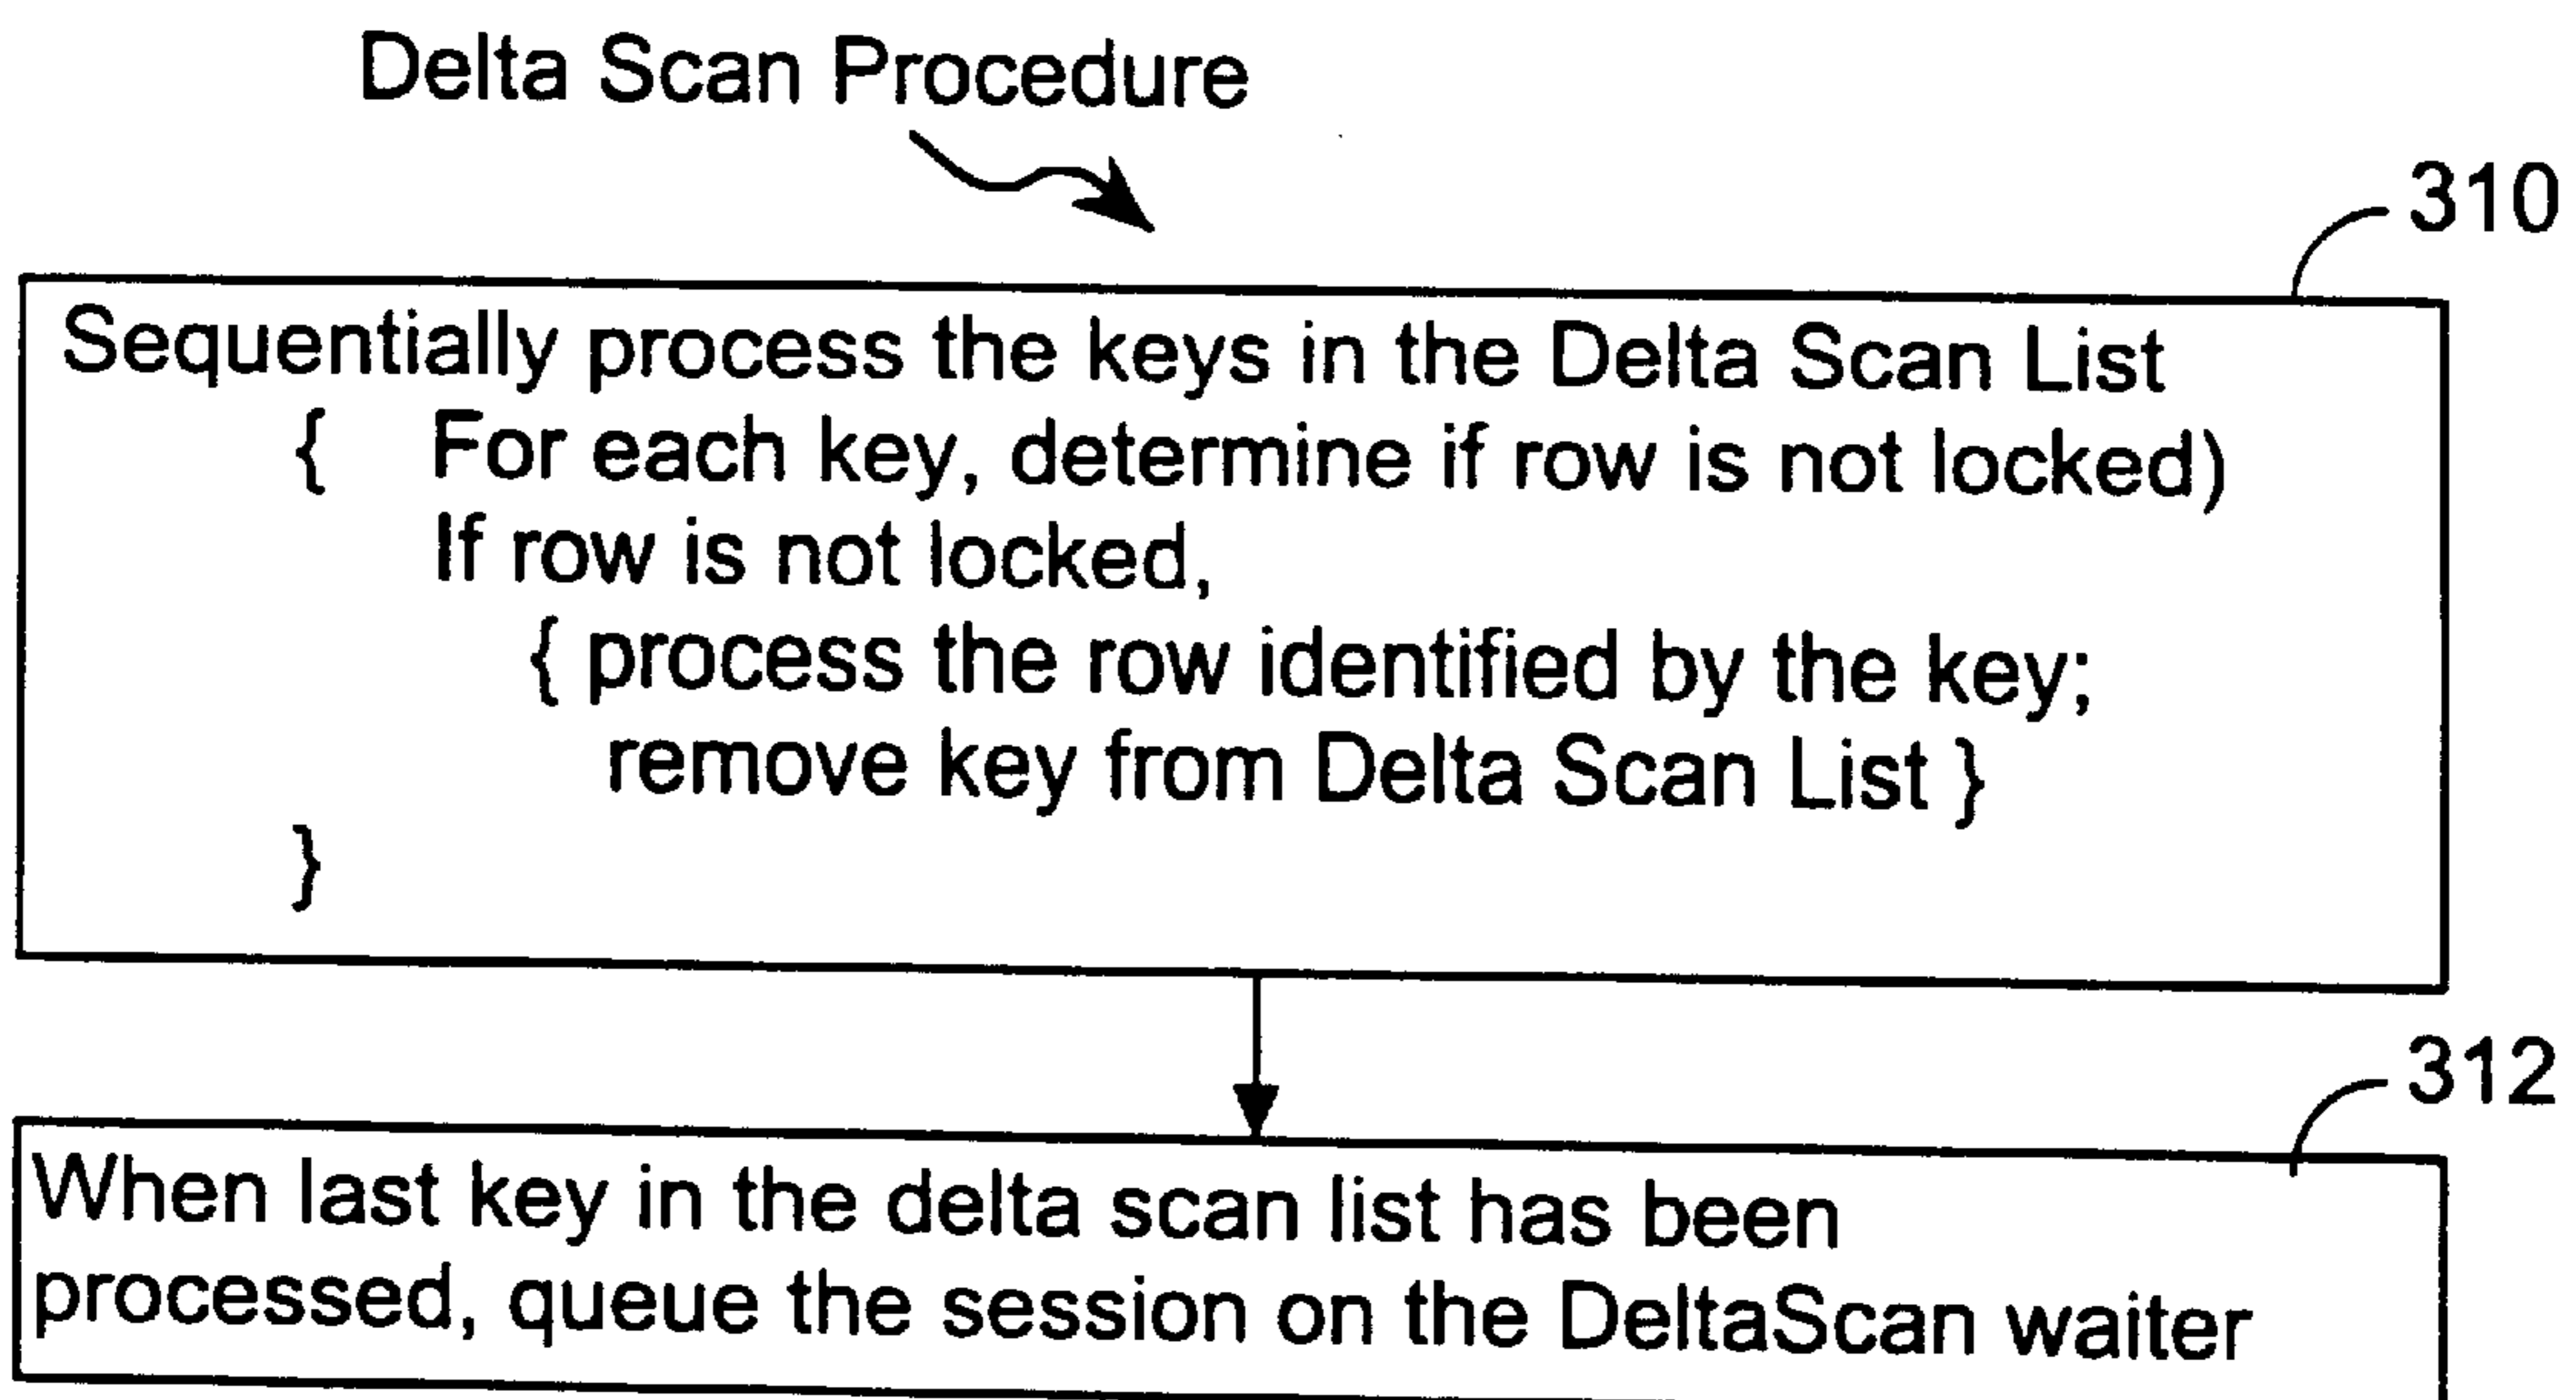 Delta Scan Procedure
310
Sequentially process the keys in the Delta Scan List
{ For each key, determine if row is not locked)
If row is not locked,
{ process the row identified by the key;
remove key from Delta Scan List }
}
312
When last key in the delta scan list has been
processed, queue the session on the DeltaScan waiter